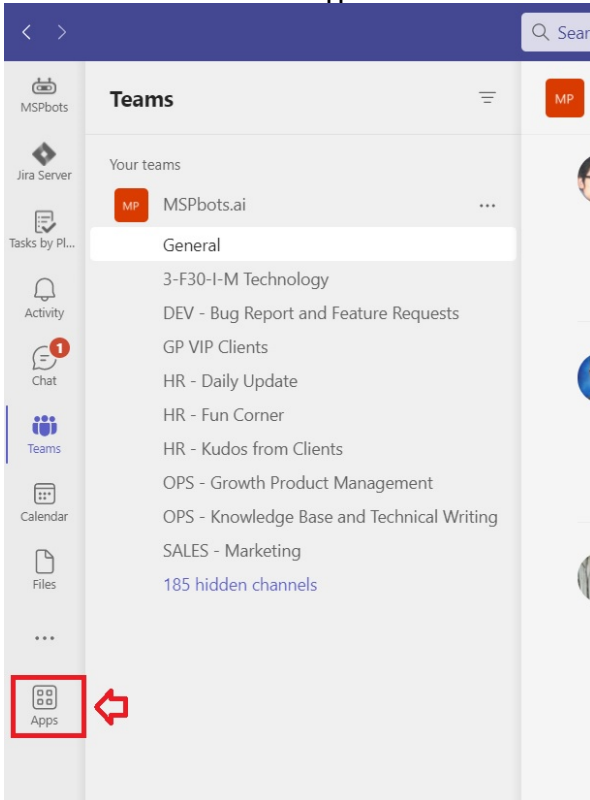 Sear
MSPbots
Jira Server
Tasks by Pl...
Activity
1
Chat
Teams
Calendar
Files
...
Apps
Teams
Your teams
MP MSPbots.ai ...
General
3-F30-I-M Technology
DEV - Bug Report and Feature Requests
GP VIP Clients
HR - Daily Update
HR - Fun Corner
HR - Kudos from Clients
OPS - Growth Product Management
OPS - Knowledge Base and Technical Writing
SALES - Marketing
185 hidden channels
MP